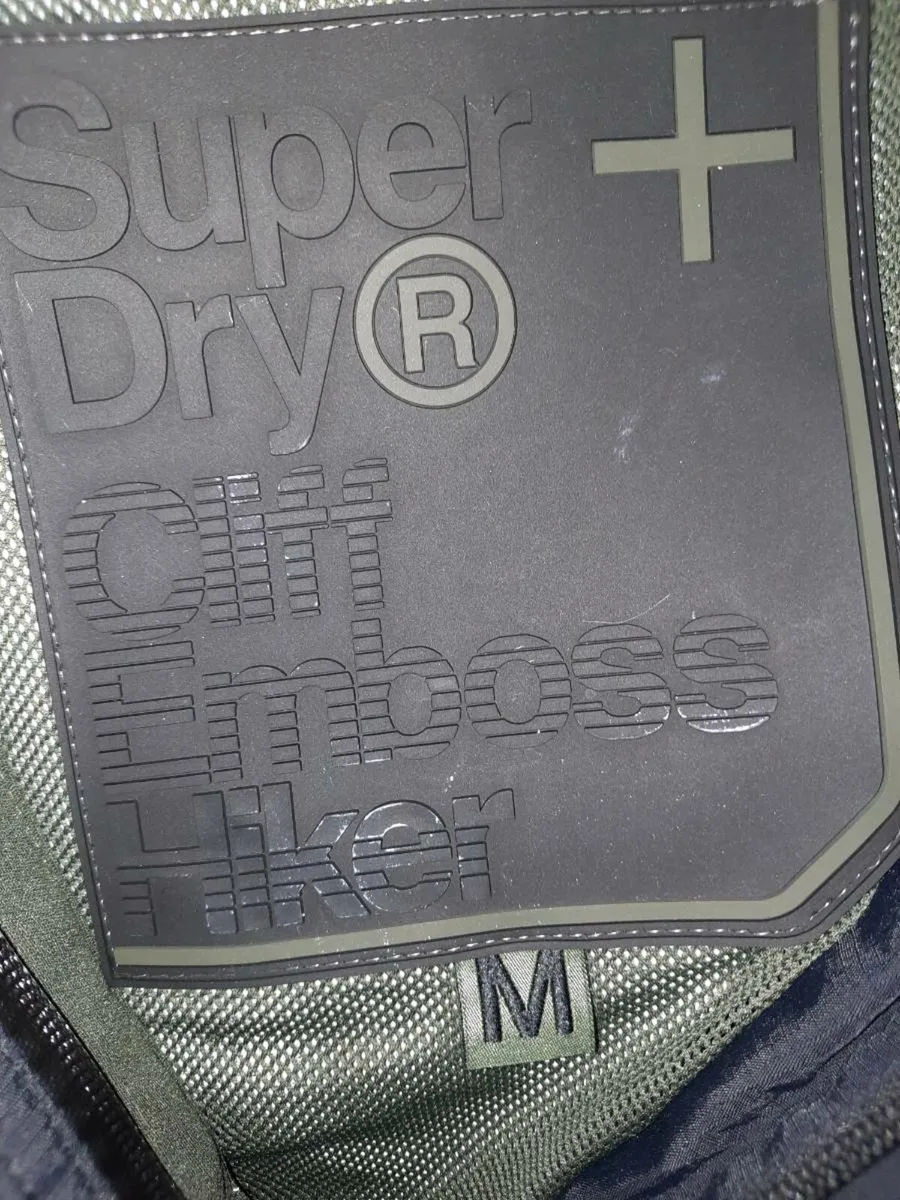 Super
Dry®
Cliff
Emboss
Hiker
M